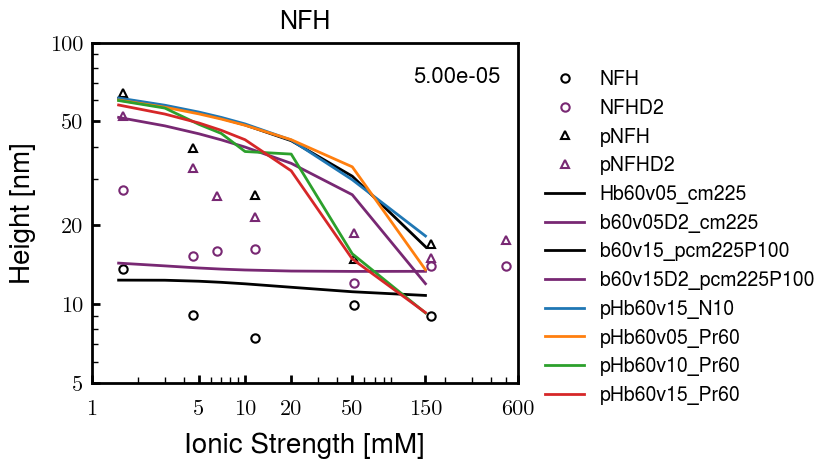 NFH
100
50
20
10
5
Height [nm]
5.00e-05
1
5
10
20
50
150
600
Ionic Strength [mM]
NFH
NFHD2
pNFH
pNFHD2
Hb60v05_cm225
b60v05D2_cm225
b60v15_pcm225P100
b60v15D2_pcm225P100
pHb60v15_N10
pHb60v05_Pr60
pHb60v10_Pr60
pHb60v15_Pr60